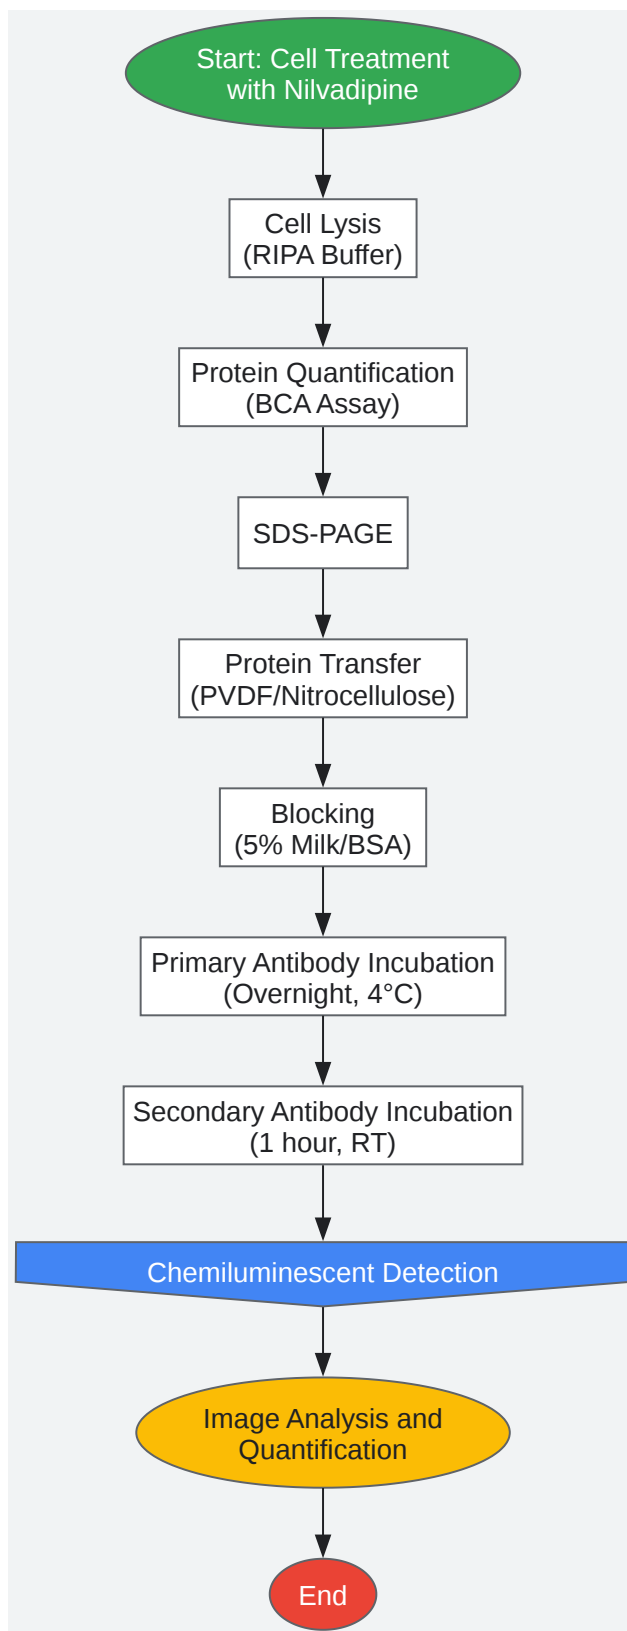 Start: Cell Treatment
with Nilvadipine
Cell Lysis
(RIPA Buffer)
Protein Quantification
(BCA Assay)
SDS-PAGE
Protein Transfer
(PVDF/Nitrocellulose)
Blocking
(5% Milk/BSA)
Primary Antibody Incubation
(Overnight, 4°C)
Secondary Antibody Incubation
(1 hour, RT)
Chemiluminescent Detection
Image Analysis and
Quantification
End